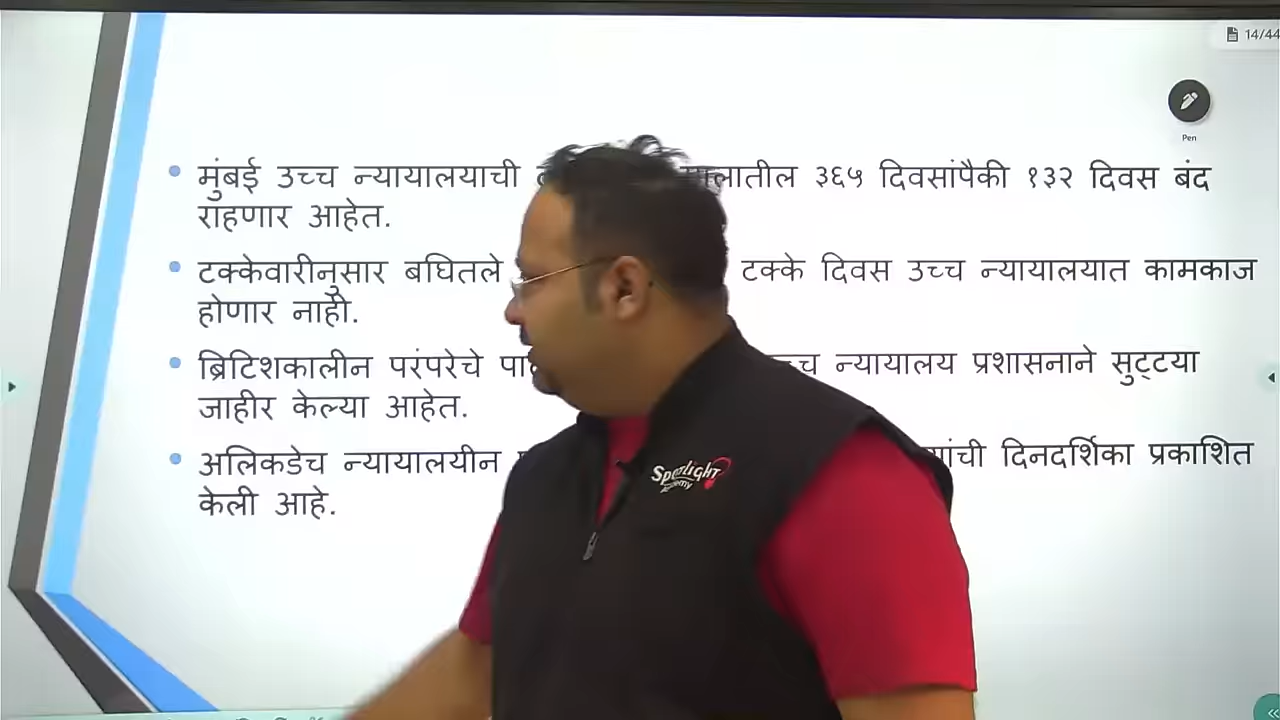 14/44
Pen
मुंबई उच्च न्यायालयाची सालातील ३६५ दिवसांपैकी १३२ दिवस बंद
राहणार आहेत.
टक्केवारीनुसार बघितले टक्के दिवस उच्च न्यायालयात कामकाज
होणार नाही.
ब्रिटिशकालीन परंपरेचे न्यायालय प्रशासनाने सुट्टया
जाहीर केल्या आहेत.
अलिकडेच न्यायालयीन दिनदर्शिका प्रकाशित
केली आहे.
Spotlight
Academy